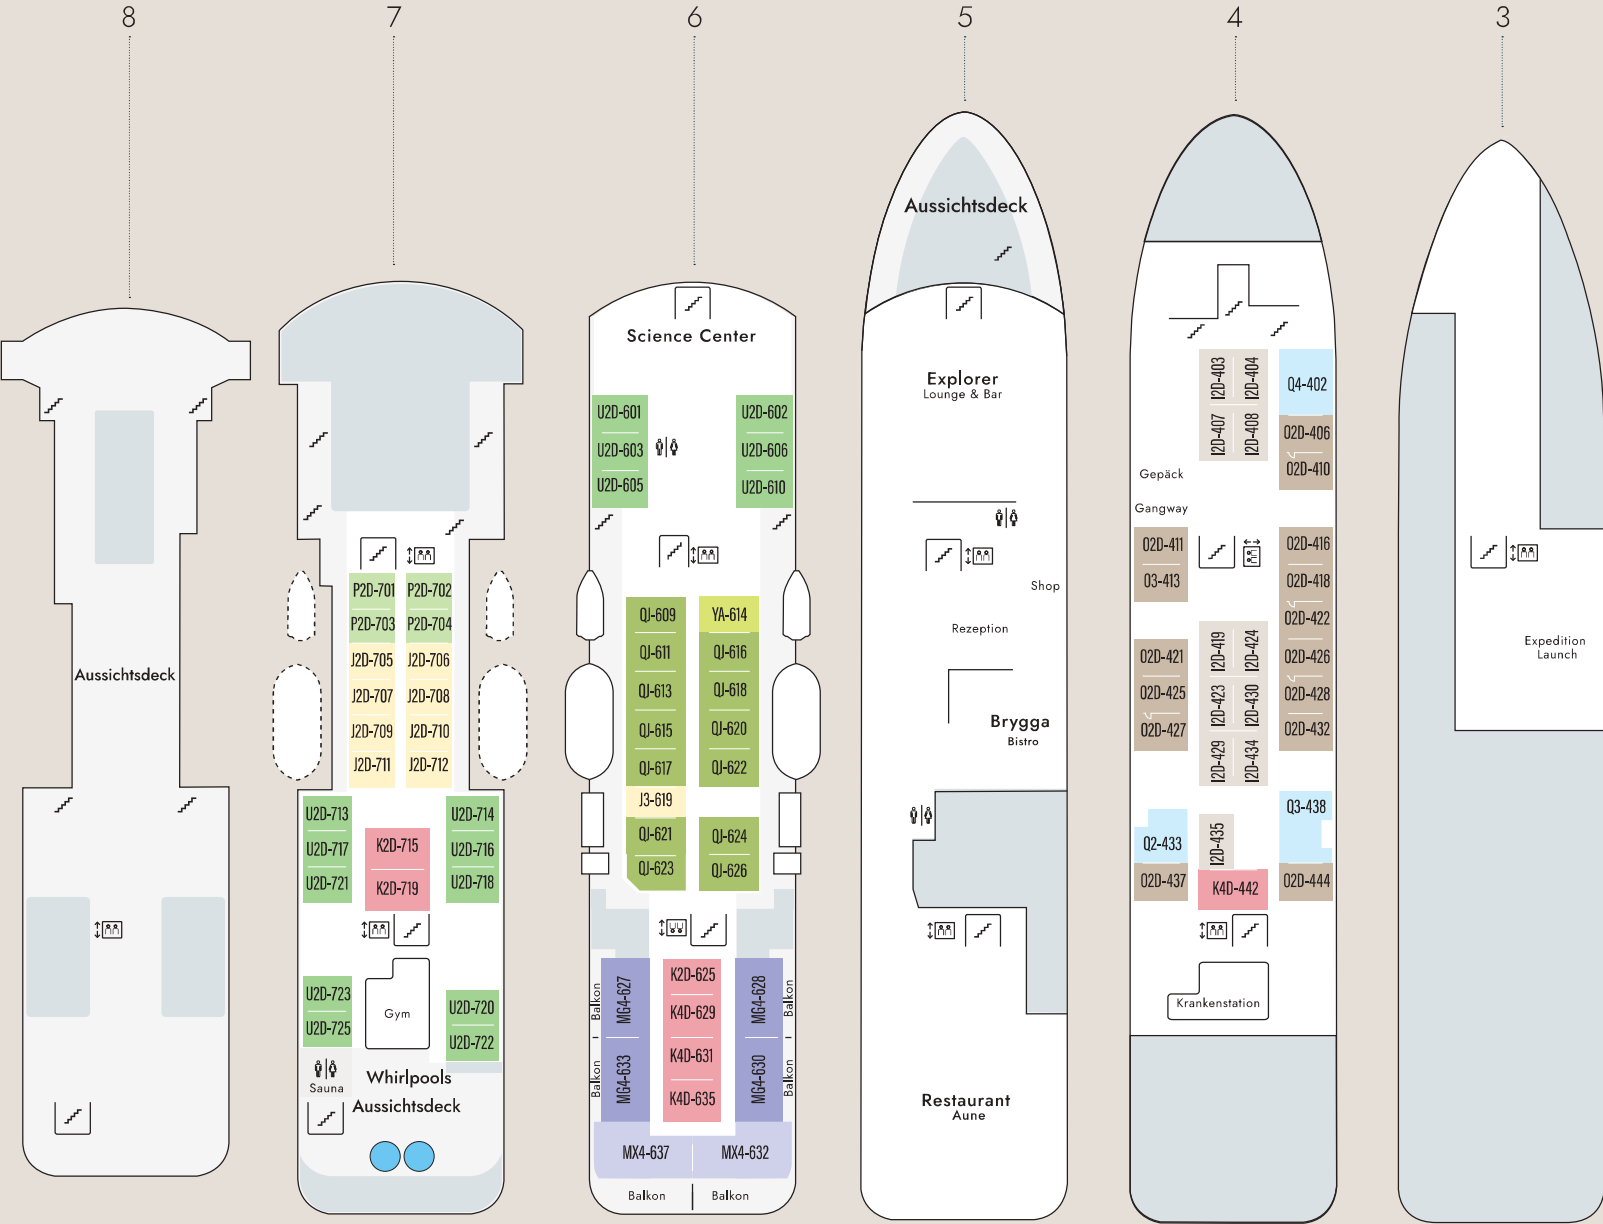 8
7
6
5
4
3
Aussichtsdeck
P2D-701
P2D-702
P2D-703
P2D-704
J2D-705
J2D-706
J2D-707
J2D-708
J2D-709
J2D-710
J2D-711
J2D-712
U2D-713
U2D-714
U2D-717
K2D-715
U2D-716
U2D-721
K2D-719
U2D-718
U2D-723
U2D-725
Gym
U2D-720
U2D-722
Sauna
Whirlpools
Aussichtsdeck
Science Center
U2D-601
U2D-602
U2D-603
U2D-606
U2D-605
U2D-610
QJ-609
YA-614
QJ-611
QJ-616
QJ-613
QJ-618
QJ-615
QJ-620
QJ-617
QJ-622
J3-619
QJ-621
QJ-624
QJ-623
QJ-626
Balkon
MG4-627
K2D-625
MG4-628
Balkon
K4D-629
Balkon
MG4-633
K4D-631
MG4-630
Balkon
K4D-635
MX4-637
MX4-632
Balkon
Balkon
Aussichtsdeck
Explorer
Lounge & Bar
Shop
Rezeption
Brygga
Bistro
Restaurant
Aune
I2D-403
I2D-404
Q4-402
I2D-407
I2D-408
O2D-406
O2D-410
Gepäck
Gangway
O2D-411
O2D-416
O3-413
O2D-418
O2D-422
O2D-421
I2D-419
I2D-424
O2D-426
O2D-425
I2D-423
I2D-430
O2D-428
O2D-427
I2D-429
I2D-434
O2D-432
Q3-438
Q2-433
I2D-435
O2D-437
K4D-442
O2D-444
Krankenstation
Expedition
Launch